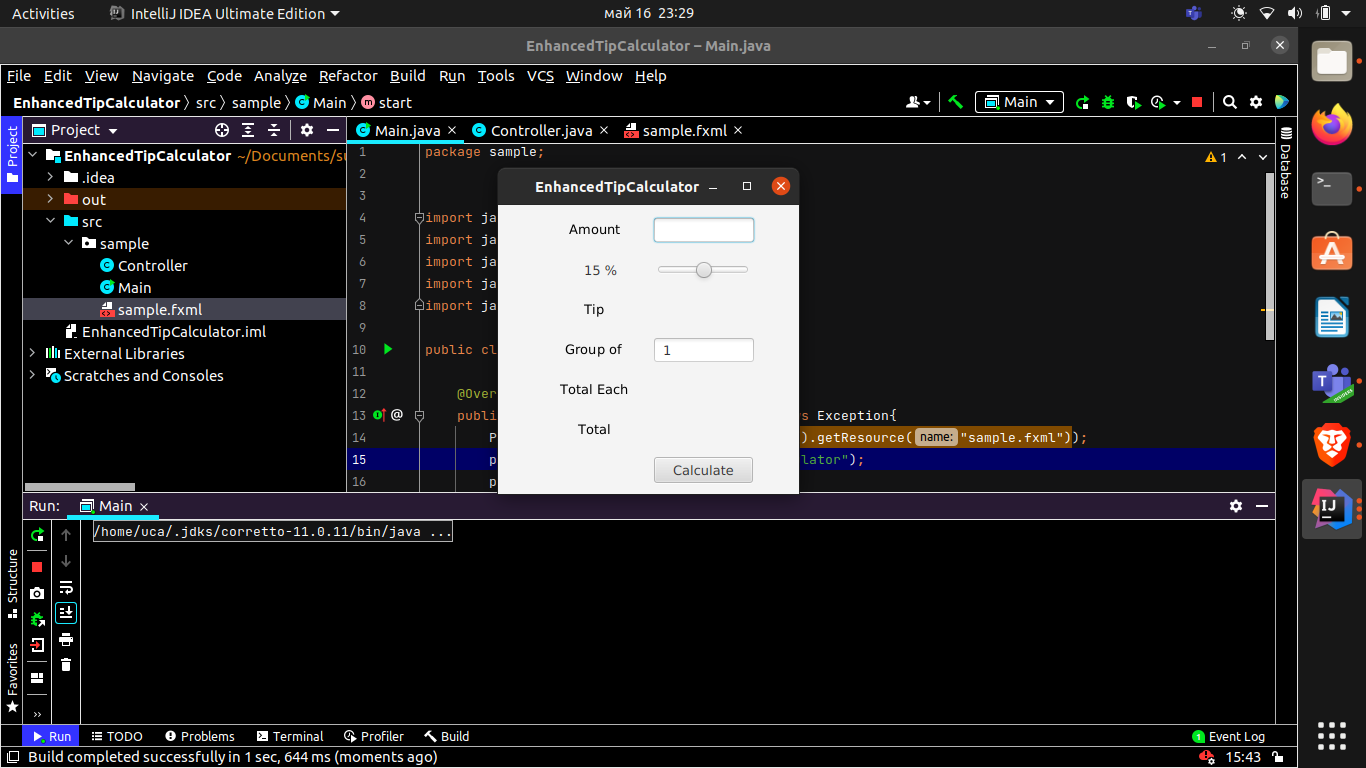 Activities IntelliJ IDEA Ultimate Edition май 16 23:29
EnhancedTipCalculator – Main.java
File Edit View Navigate Code Analyze Refactor Build Run Tools VCS Window Help
EnhancedTipCalculator src sample Main start Main
Project
Project
Main.java
Controller.java
sample.fxml
EnhancedTipCalculator ~/Documents/su
.idea
out
src
sample
Controller
Main
sample.fxml
EnhancedTipCalculator.iml
External Libraries
Scratches and Consoles
1 package sample;
2
3
4 import ja
5 import ja
6 import ja
7 import ja
8 import ja
9
10 public cl
11
12 @Over
13 @ public s Exception{
14 P ).getResource( name: "sample.fxml"));
15 p lator");
16 p
1
Database
EnhancedTipCalculator
Amount
15 %
Tip
Group of 1
Total Each
Total
Calculate
Run: Main
/home/uca/.jdks/corretto-11.0.11/bin/java ...
Structure
Favorites
Run TODO Problems Terminal Profiler Build 1 Event Log
Build completed successfully in 1 sec, 644 ms (moments ago) 15:43
>_
A
T
INSIDERS
IJ